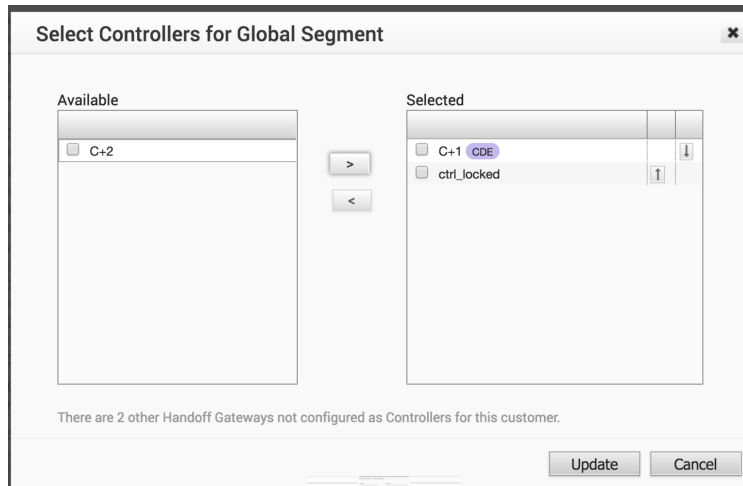 Select Controllers for Global Segment
Available
Selected
C+2
C+1 CDE
ctrl_locked
>
<
There are 2 other Handoff Gateways not configured as Controllers for this customer.
Update
Cancel